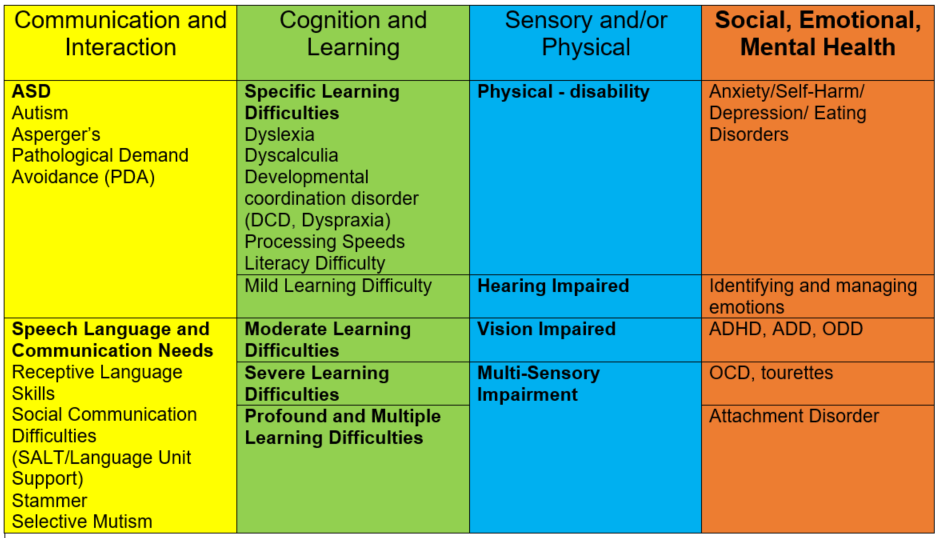 Communication and
Interaction
Cognition and
Learning
Sensory and/or
Physical
Social, Emotional,
Mental Health
ASD
Autism
Asperger's
Pathological Demand
Avoidance (PDA)
Specific Learning
Difficulties
Dyslexia
Dyscalculia
Developmental
coordination disorder
(DCD, Dyspraxia)
Processing Speeds
Literacy Difficulty
Physical - disability
Anxiety/Self-Harm/
Depression/ Eating
Disorders
Mild Learning Difficulty
Hearing Impaired
Identifying and managing
emotions
Speech Language and
Communication Needs
Receptive Language
Skills
Social Communication
Difficulties
(SALT/Language Unit
Support)
Stammer
Selective Mutism
Moderate Learning
Difficulties
Vision Impaired
ADHD, ADD, ODD
Severe Learning
Difficulties
Multi-Sensory
Impairment
OCD, tourettes
Profound and Multiple
Learning Difficulties
Attachment Disorder